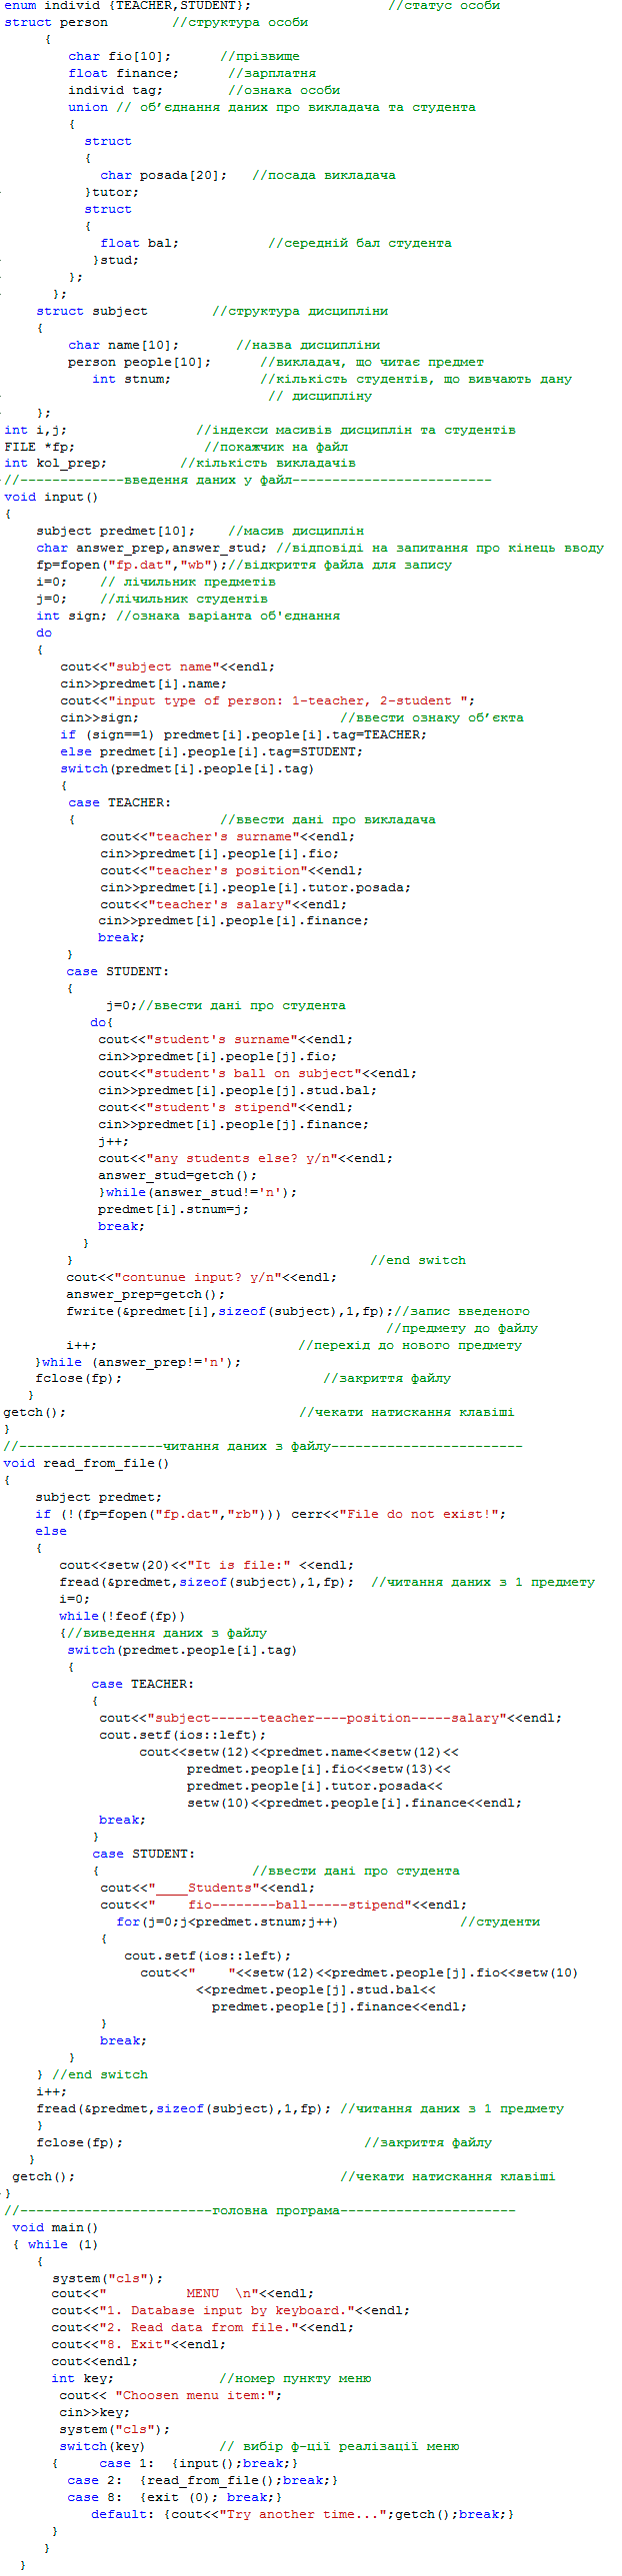 enum individ {TEACHER,STUDENT}; //статус особи
struct person //структура особи
{
char fio[10]; //прізвище
float finance; //зарплатня
individ tag; //ознака особи
union // об’єднання даних про викладача та студента
{
struct
{
char posada[20]; //посада викладача
}tutor;
struct
{
float bal; //середній бал студента
}stud;
};
};
struct subject //структура дисципліни
{
char name[10]; //назва дисципліни
person people[10]; //викладач, що читає предмет
int stnum; //кількість студентів, що вивчають дану
// дисципліну
};
int i,j; //індекси масивів дисциплін та студентів
FILE *fp; //покажчик на файл
int kol_prep; //кількість викладачів
//-------------введення даних у файл-------------------------
void input()
{
subject predmet[10]; //масив дисциплін
char answer_prep,answer_stud; //відповіді на запитання про кінець вводу
fp=fopen("fp.dat","wb");//відкриття файла для запису
i=0; // лічильник предметів
j=0; //лічильник студентів
int sign; //ознака варіанта об'єднання
do
{
cout<<"subject name"<<endl;
cin>>predmet[i].name;
cout<<"input type of person: 1-teacher, 2-student ";
cin>>sign; //ввести ознаку об’єкта
if (sign==1) predmet[i].people[i].tag=TEACHER;
else predmet[i].people[i].tag=STUDENT;
switch(predmet[i].people[i].tag)
{
case TEACHER:
{ //ввести дані про викладача
cout<<"teacher's surname"<<endl;
cin>>predmet[i].people[i].fio;
cout<<"teacher's position"<<endl;
cin>>predmet[i].people[i].tutor.posada;
cout<<"teacher's salary"<<endl;
cin>>predmet[i].people[i].finance;
break;
}
case STUDENT:
{
j=0;//ввести дані про студента
do{
cout<<"student's surname"<<endl;
cin>>predmet[i].people[j].fio;
cout<<"student's ball on subject"<<endl;
cin>>predmet[i].people[j].stud.bal;
cout<<"student's stipend"<<endl;
cin>>predmet[i].people[j].finance;
j++;
cout<<"any students else? y/n"<<endl;
answer_stud=getch();
}while(answer_stud!='n');
predmet[i].stnum=j;
break;
}
} //end switch
cout<<"contunue input? y/n"<<endl;
answer_prep=getch();
fwrite(&predmet[i],sizeof(subject),1,fp);//запис введеного
//предмету до файлу
i++; //перехід до нового предмету
}while (answer_prep!='n');
fclose(fp); //закриття файлу
}
getch(); //чекати натискання клавіші
}
//------------------читання даних з файлу------------------------
void read_from_file()
{
subject predmet;
if (!(fp=fopen("fp.dat","rb"))) cerr<<"File do not exist!";
else
{
cout<<setw(20)<<"It is file:" <<endl;
fread(&predmet,sizeof(subject),1,fp); //читання даних з 1 предмету
i=0;
while(!feof(fp))
{//виведення даних з файлу
switch(predmet.people[i].tag)
{
case TEACHER:
{
cout<<"subject------teacher----position-----salary"<<endl;
cout.setf(ios::left);
cout<<setw(12)<<predmet.name<<setw(12)<<
predmet.people[i].fio<<setw(13)<<
predmet.people[i].tutor.posada<<
setw(10)<<predmet.people[i].finance<<endl;
break;
}
case STUDENT:
{ //ввести дані про студента
cout<<"____Students"<<endl;
cout<<" fio--------ball-----stipend"<<endl;
for(j=0;j<predmet.stnum;j++) //студенти
{
cout.setf(ios::left);
cout<<" "<<setw(12)<<predmet.people[j].fio<<setw(10)
<<predmet.people[j].stud.bal<<
predmet.people[j].finance<<endl;
}
break;
}
} //end switch
i++;
fread(&predmet,sizeof(subject),1,fp); //читання даних з 1 предмету
}
fclose(fp); //закриття файлу
}
getch(); //чекати натискання клавіші
}
//------------------------головна програма----------------------
void main()
{ while (1)
{
system("cls");
cout<<" MENU \n"<<endl;
cout<<"1. Database input by keyboard."<<endl;
cout<<"2. Read data from file."<<endl;
cout<<"8. Exit"<<endl;
cout<<endl;
int key; //номер пункту меню
cout<< "Choosen menu item:";
cin>>key;
system("cls");
switch(key) // вибір ф-ції реалізації меню
{ case 1: {input();break;}
case 2: {read_from_file();break;}
case 8: {exit (0); break;}
default: {cout<<"Try another time...";getch();break;}
}
}
}